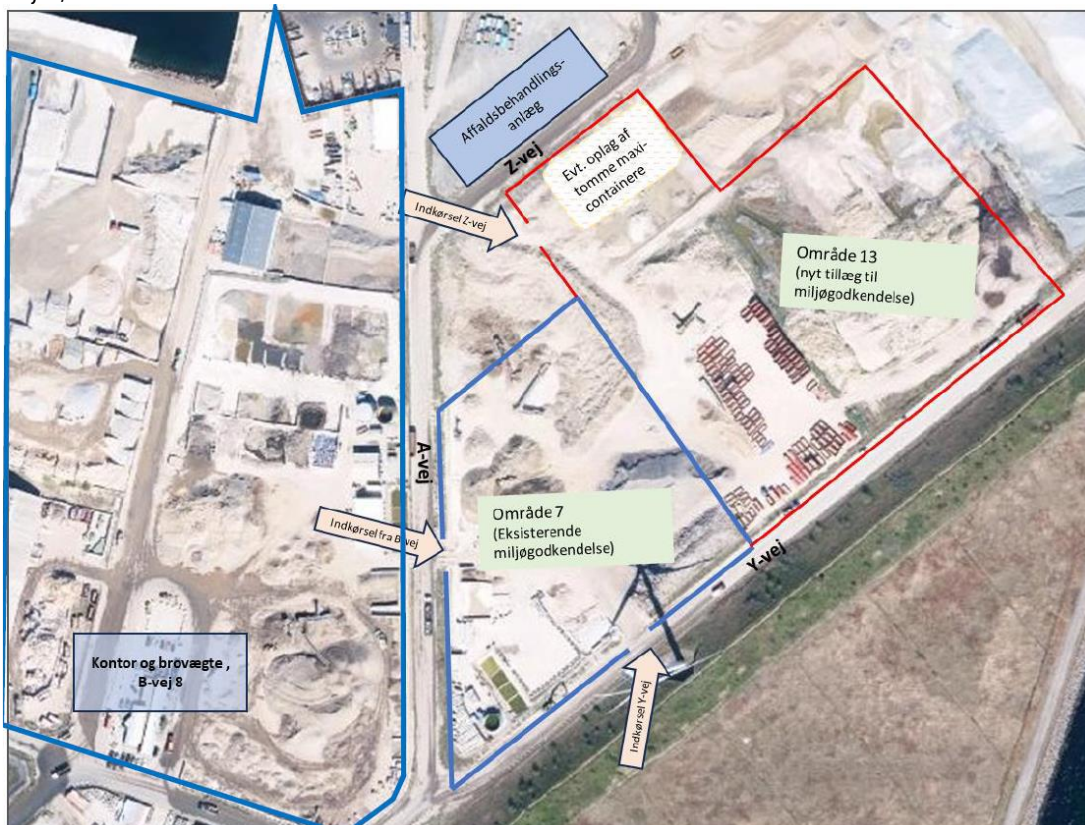 Affaldsbehandlings-
anlæg
Z-vej
Evt. oplag af
tomme maxi-
containere
Indkørsel Z-vej
Område 13
(nyt tillæg til
miljøgodkendelse)
A-vej
Indkørsel fra B-vej
Område 7
(Eksisterende
miljøgodkendelse)
Y-vej
Kontor og brovægte ,
B-vej 8
Indkørsel Y-vej